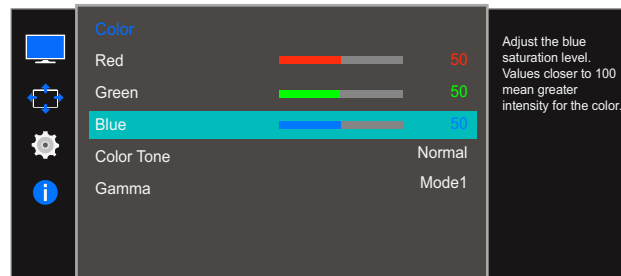 Color
Red 50
Green 50
Blue 50
Color Tone Normal
Gamma Mode1
Adjust the blue
saturation level.
Values closer to 100
mean greater
intensity for the color.